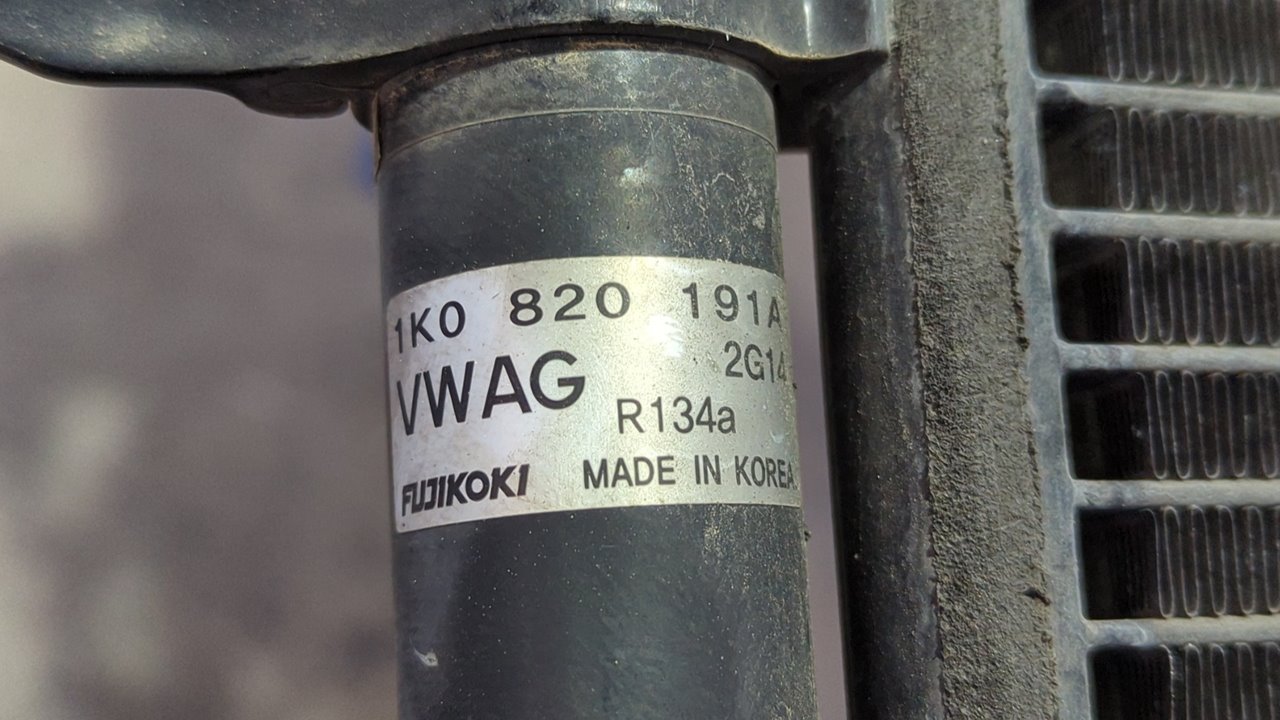 1K0 820 191A
2G14
VWAG
R134a
FUJIKOKI MADE IN KOREA